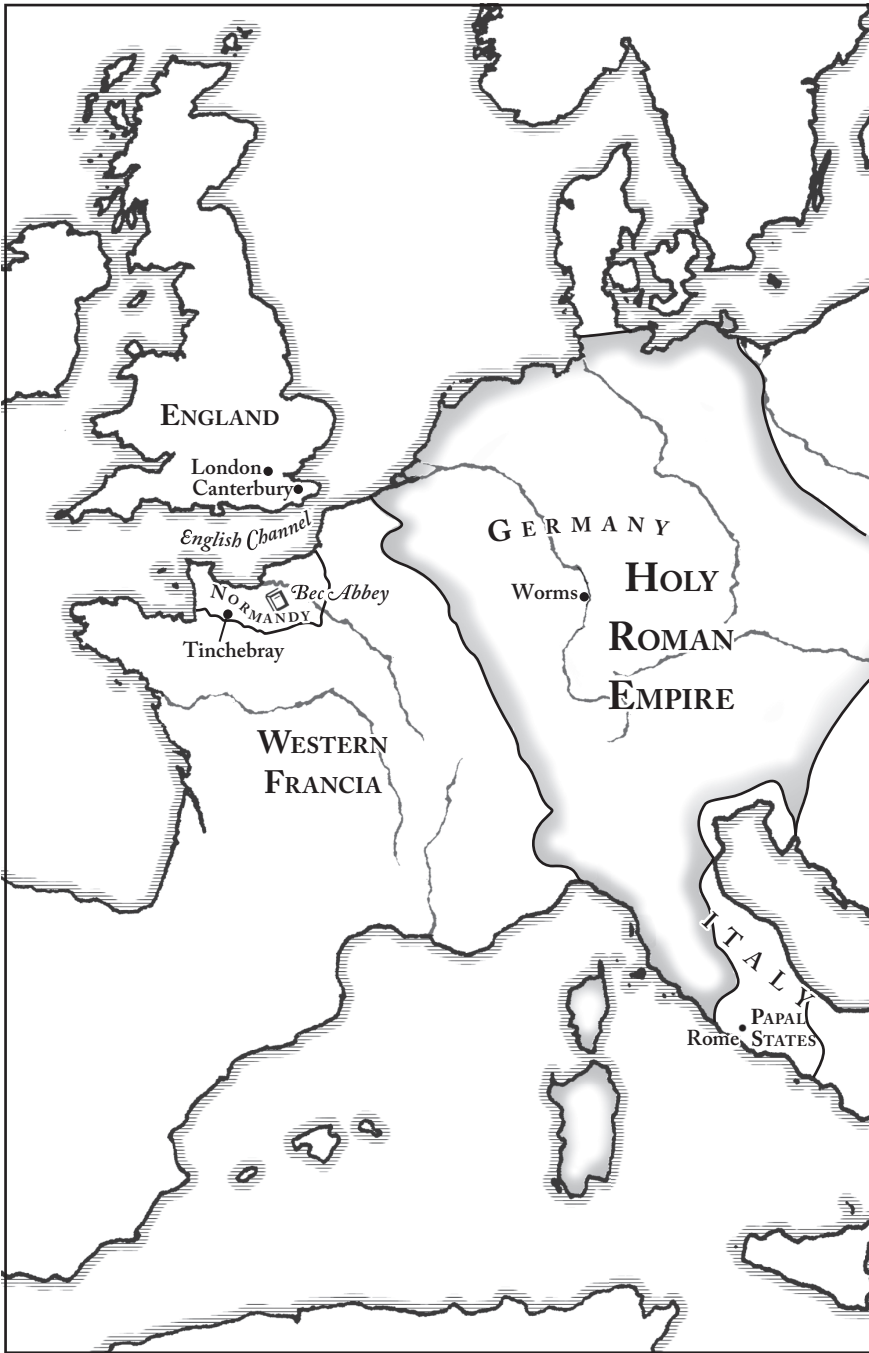 ENGLAND
London
Canterbury
English Channel
GERMANY
HOLY
ROMAN
EMPIRE
Worms
NORMANDY
Bec Abbey
Tinchebray
WESTERN
FRANCIA
ITALY
PAPAL
STATES
Rome